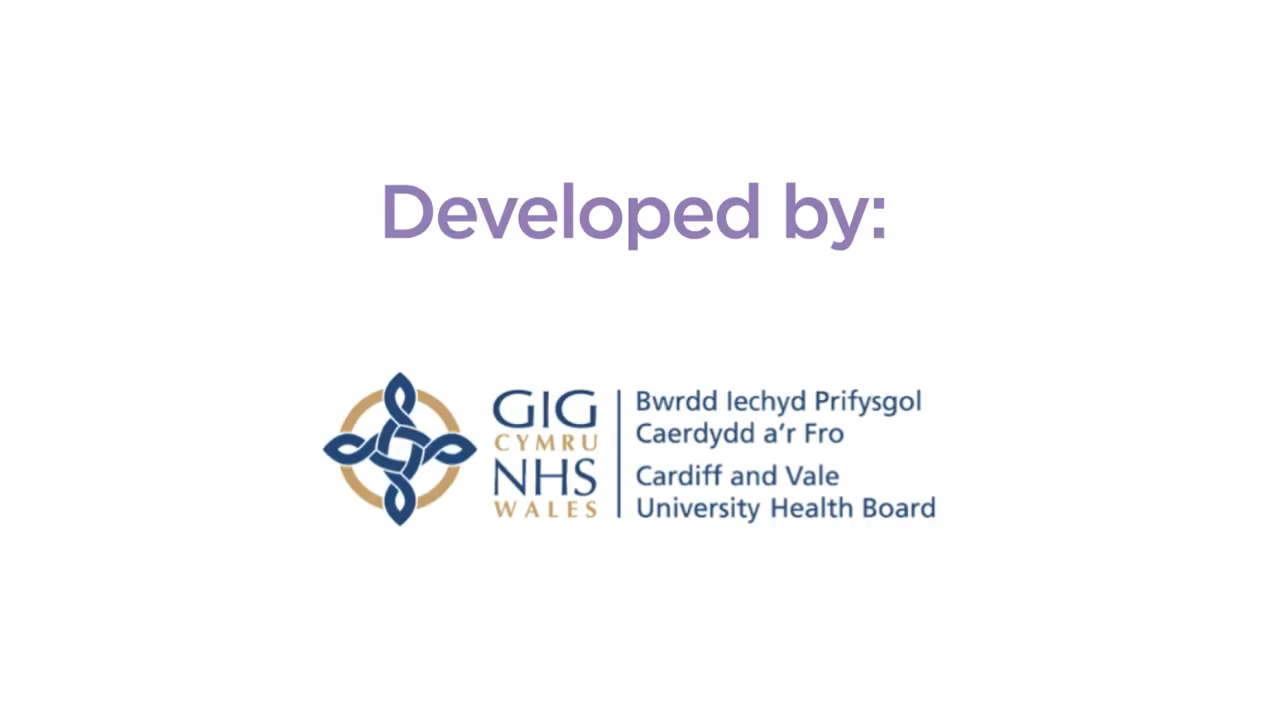 Developed by:
GIG
CYMRU
NHS
WALES
Bwrdd Iechyd Prifysgol
Caerdydd a'r Fro
Cardiff and Vale
University Health Board